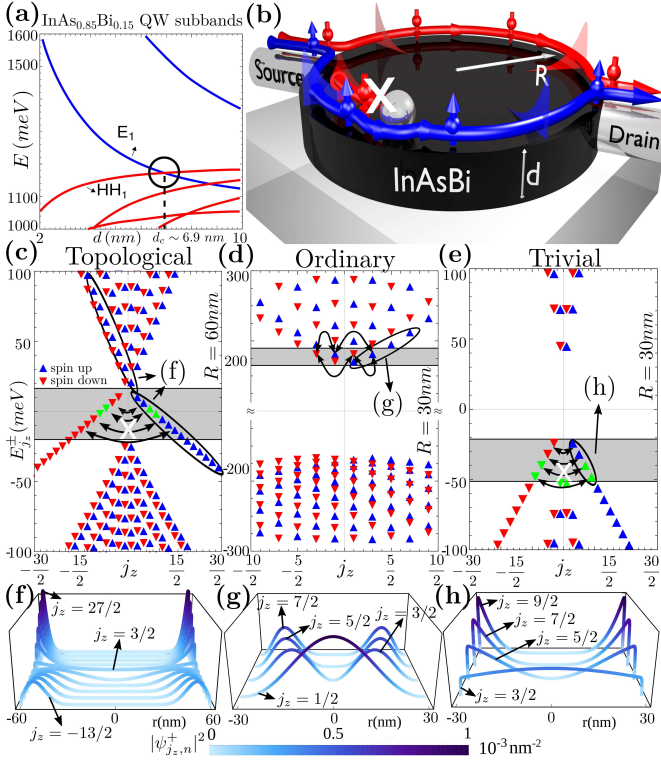 (a) InAs0.85Bi0.15 QW subbands
1600
1400
1200
1100
1000
E (meV)
E1
HH1
2
d (nm)
dc ~ 6.9 nm
10
(b)
Source
X
R
Drain
InAsBi
d
(c) Topological
100
50
0
-50
-100
E±jz (meV)
spin up
spin down
(f)
X
R = 60nm
-30/2
-15/2
jz
15/2
30/2
(d) Ordinary
300
200
≈
≈
-200
-300
(g)
R = 30nm
-10/2
-5/2
jz
5/2
10/2
(e) Trivial
100
50
0
-50
-100
(h)
X
R = 30nm
-30/2
-15/2
jz
15/2
30/2
(f)
jz = 27/2
jz = 3/2
jz = -13/2
-60
0
60
r(nm)
(g)
jz = 7/2
jz = 5/2
jz = 3/2
jz = 1/2
-30
0
30
r(nm)
(h)
jz = 9/2
jz = 7/2
jz = 5/2
jz = 3/2
-30
0
30
r(nm)
|ψ+jz,n|2
0
0.5
1
10-3 nm-2